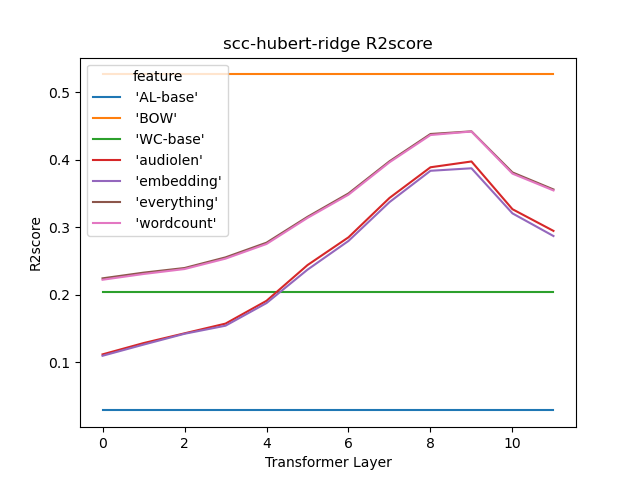 scc-hubert-ridge R2score
feature
'AL-base'
'BOW'
'WC-base'
'audiolen'
'embedding'
'everything'
'wordcount'
R2score
0.5
0.4
0.3
0.2
0.1
0 2 4 6 8 10
Transformer Layer